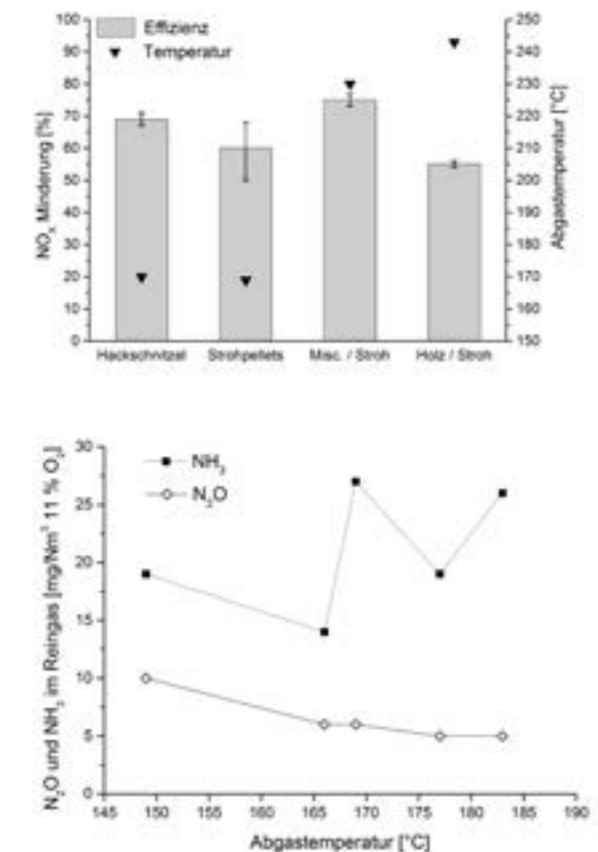 Effizienz
Temperatur
NOx Minderung [%]
100
90
80
70
60
50
40
30
20
10
0
250
240
230
220
210
200
190
180
170
160
150
Abgastemperatur [°C]
Hackschnitzel Strohpellets Misc. / Stroh Holz / Stroh
NH3
N2O
N2O und NH3 im Reingas [mg/Nm³ 11 % O2]
30
25
20
15
10
5
0
145 150 155 160 165 170 175 180 185 190
Abgastemperatur [°C]